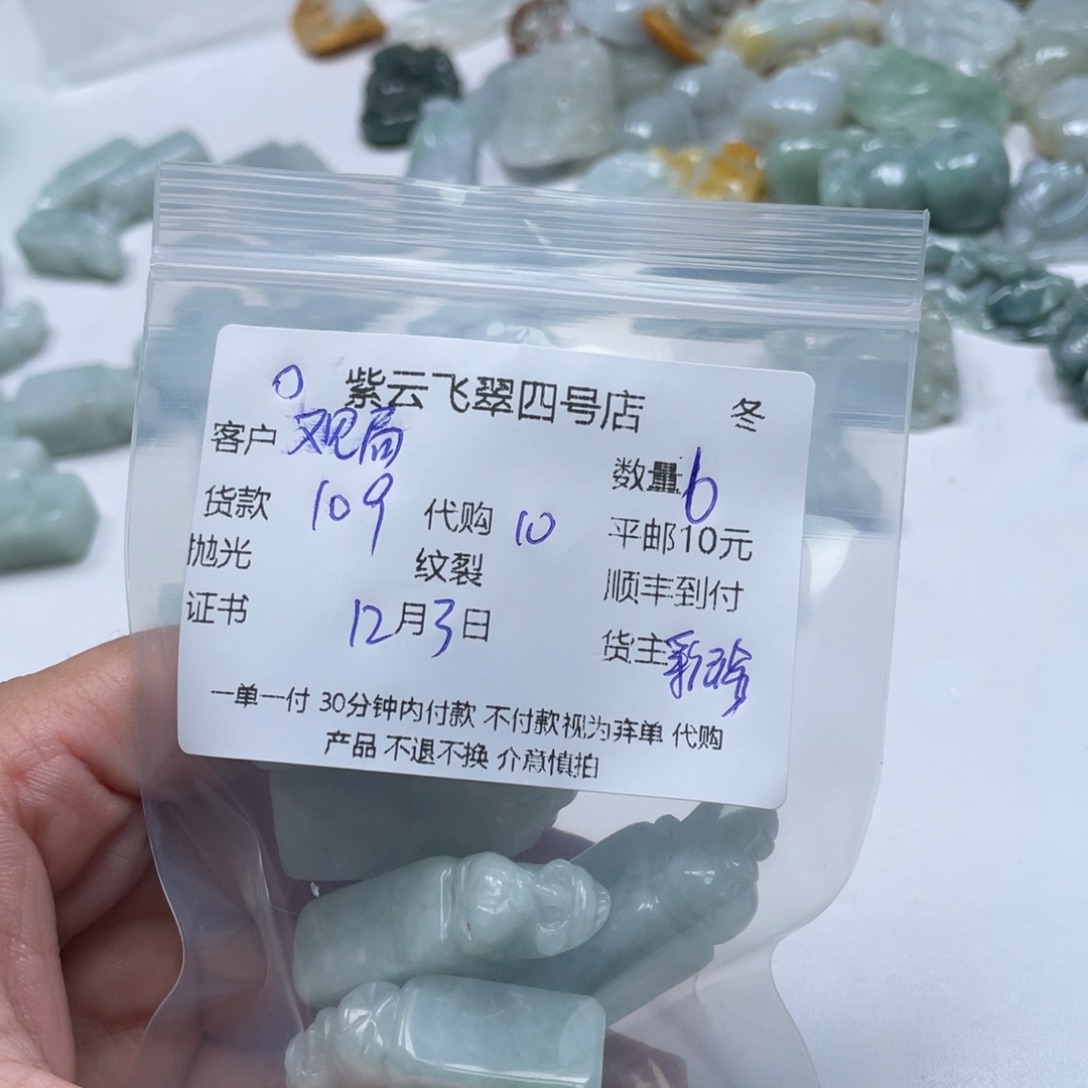 O 紫云飞翠四号店 冬
客户 观局 数量 6
货款 109 代购 10 平邮10元
抛光 纹裂 顺丰到付
证书 12月3日 货主
一单一付 30分钟内付款 不付款视为弃单 代购
产品 不退不换 介意慎拍